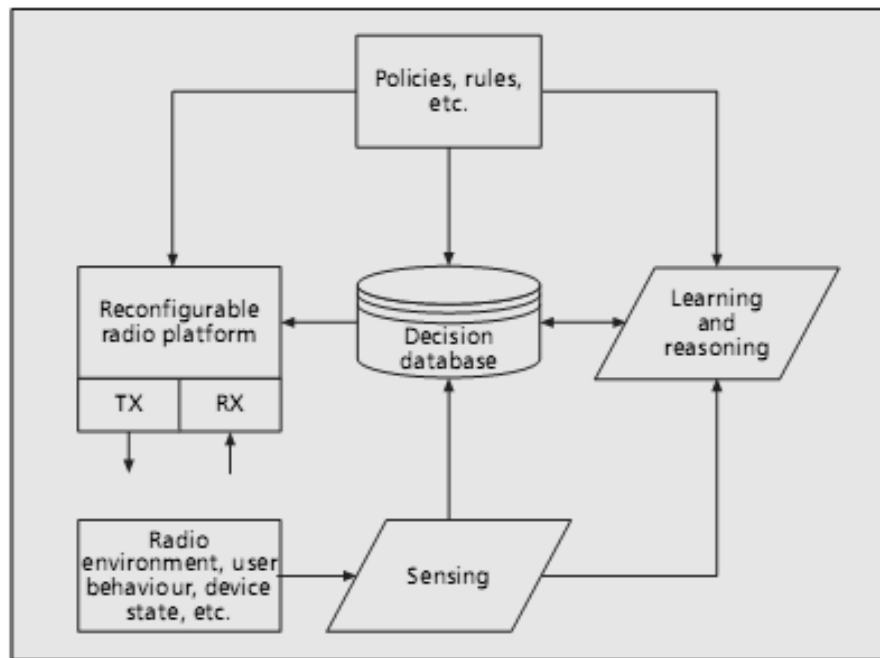 Policies, rules,
etc.
Reconfigurable
radio platform
TX
RX
Decision
database
Learning
and
reasoning
Radio
environment, user
behaviour, device
state, etc.
Sensing